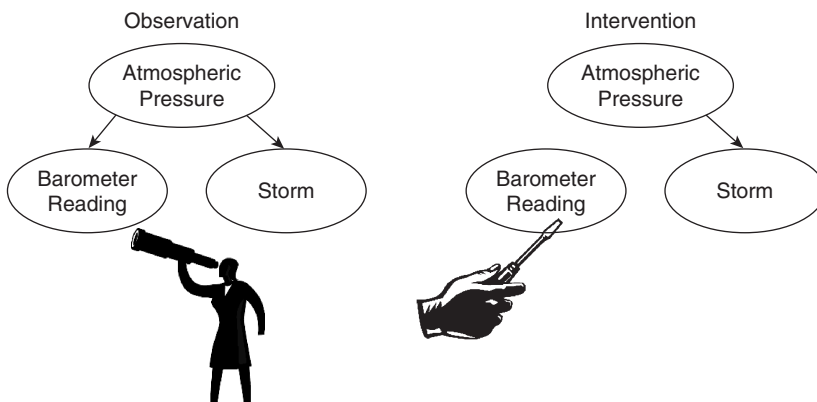 Observation
Atmospheric
Pressure
Barometer
Reading
Storm
Intervention
Atmospheric
Pressure
Barometer
Reading
Storm